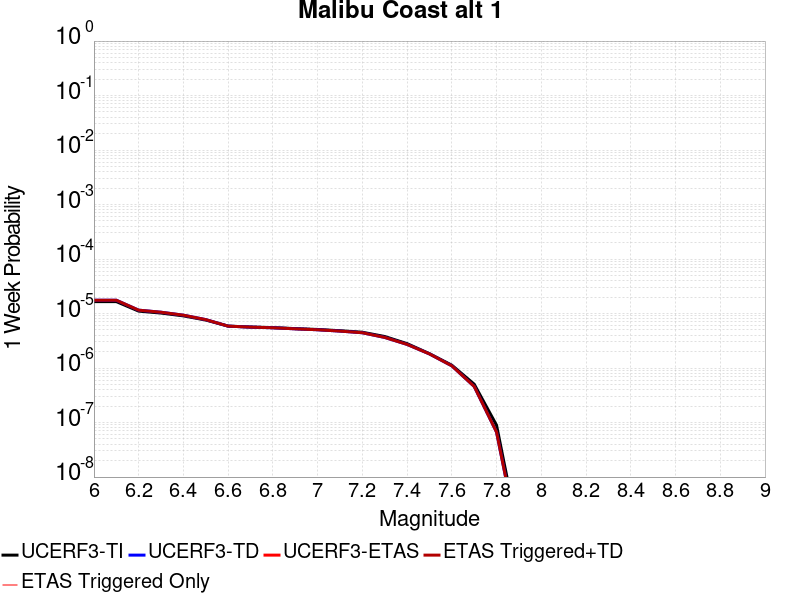 Malibu Coast alt 1
10^0
10^-1
10^-2
10^-3
10^-4
10^-5
10^-6
10^-7
10^-8
1 Week Probability
6 6.2 6.4 6.6 6.8 7 7.2 7.4 7.6 7.8 8 8.2 8.4 8.6 8.8 9
Magnitude
UCERF3-TI UCERF3-TD UCERF3-ETAS ETAS Triggered+TD
ETAS Triggered Only